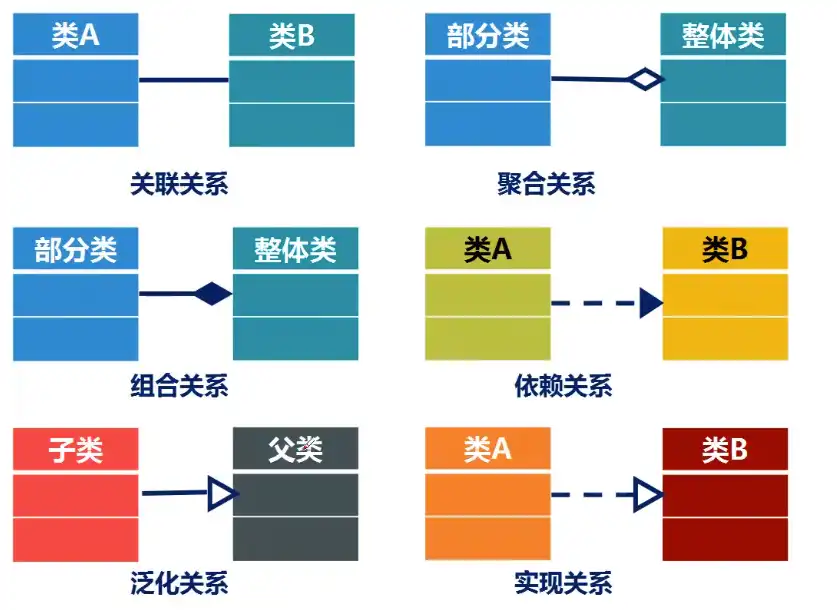 类A 类B
关联关系
部分类 整体类
聚合关系
部分类 整体类
组合关系
类A 类B
依赖关系
子类 父类
泛化关系
类A 类B
实现关系